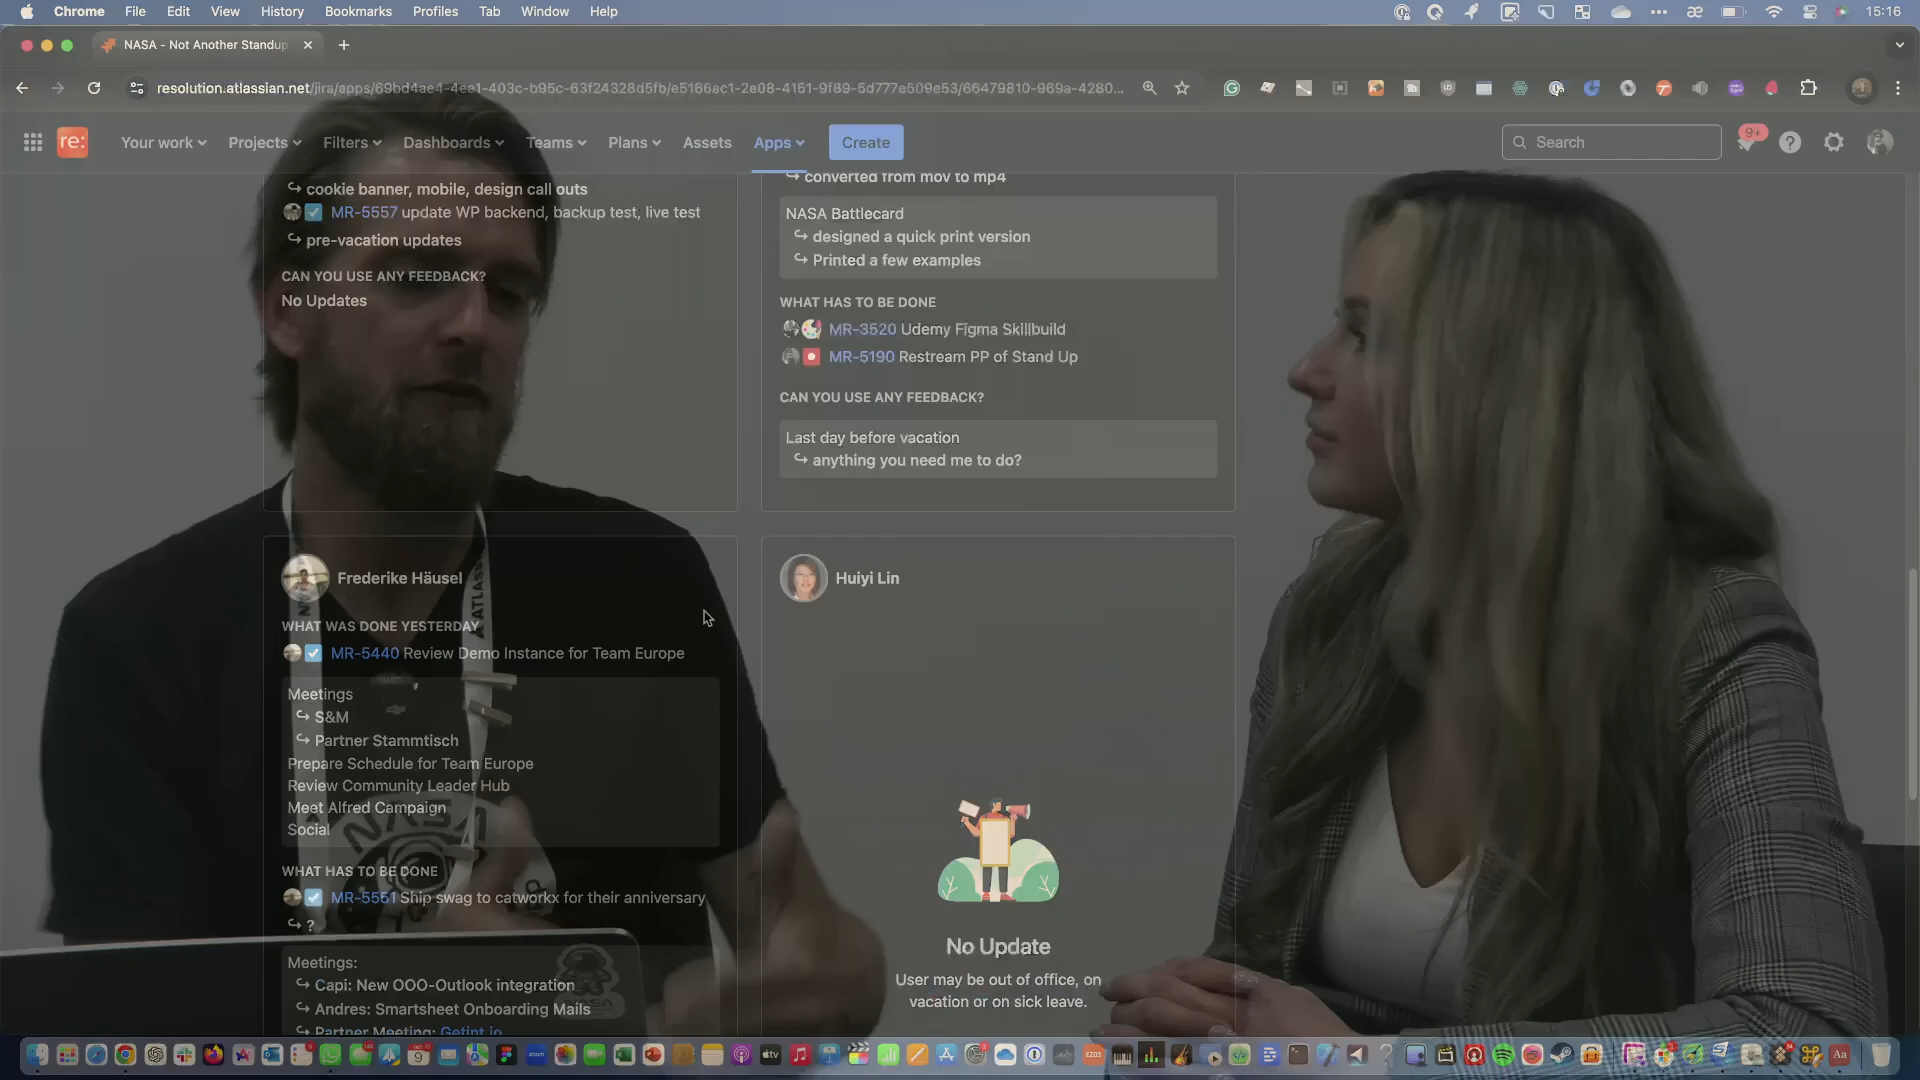 Chrome File Edit View History Bookmarks Profiles Tab Window Help
15:16
NASA - Not Another Standup
resolution.atlassian.net/jira/apps/69bd4ae4-4ee1-403c-b95c-63f24328d5fb/e5166ac1-2e08-4151-9f89-5d777e509e53/66479810-969a-4280...
re: Your work Projects Filters Dashboards Teams Plans Assets Apps Create
Search
9+
cookie banner, mobile, design call outs
MR-5557 update WP backend, backup test, live test
pre-vacation updates
CAN YOU USE ANY FEEDBACK?
No Updates
converted from mov to mp4
NASA Battlecard
designed a quick print version
Printed a few examples
WHAT HAS TO BE DONE
MR-3520 Udemy Figma Skillbuild
MR-5190 Restream PP of Stand Up
CAN YOU USE ANY FEEDBACK?
Last day before vacation
anything you need me to do?
Frederike Häusel
WHAT WAS DONE YESTERDAY
MR-5440 Review Demo Instance for Team Europe
Meetings
S&M
Partner Stammtisch
Prepare Schedule for Team Europe
Review Community Leader Hub
Meet Alfred Campaign
Social
WHAT HAS TO BE DONE
MR-5551 Ship swag to catworkx for their anniversary
?
Meetings:
Capi: New OOO-Outlook integration
Andres: Smartsheet Onboarding Mails
Partner Meeting: Getint.io
Huiyi Lin
No Update
User may be out of office, on
vacation or on sick leave.
ATLASS
NASA
NASA